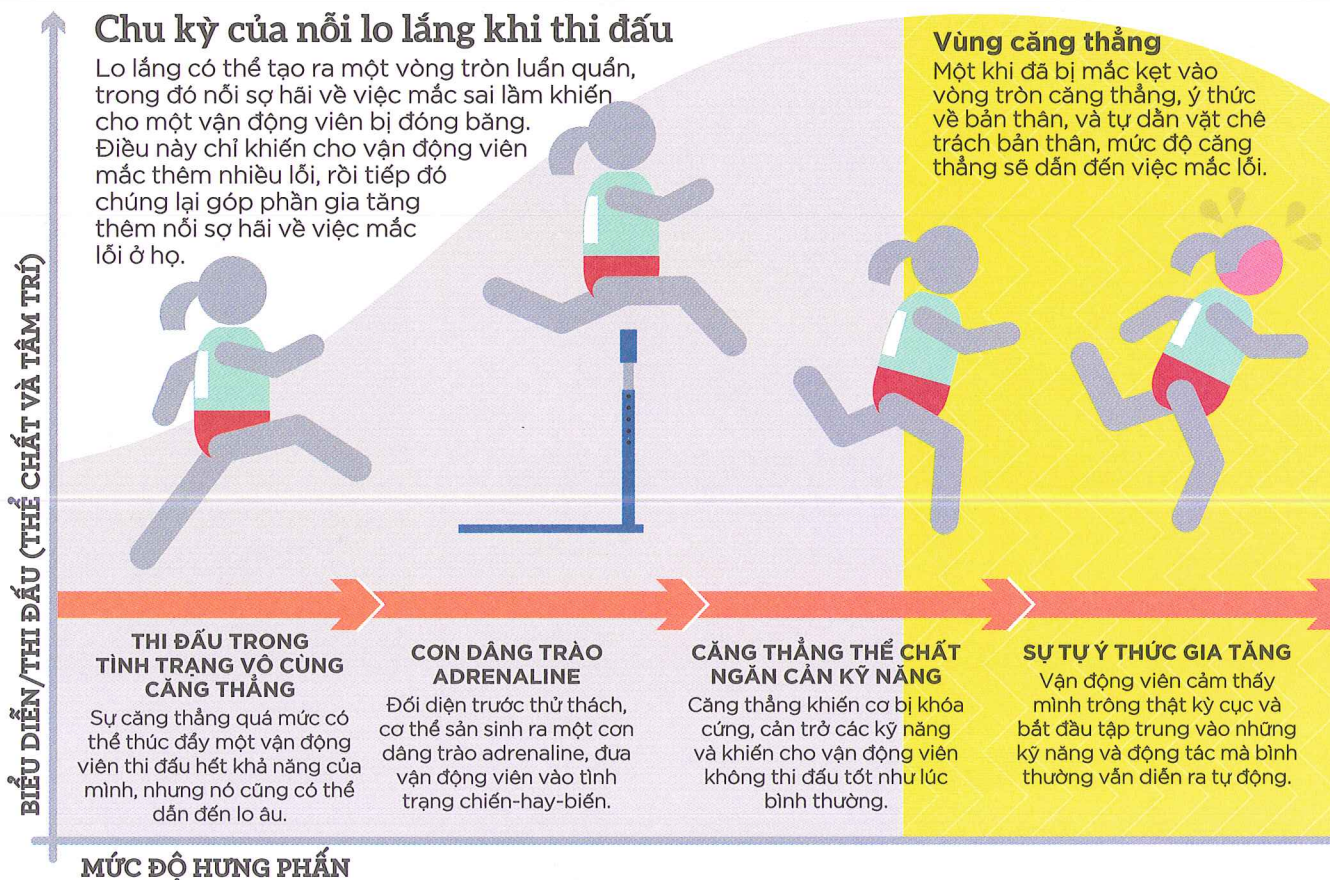 Chu kỳ của nỗi lo lắng khi thi đấu
Lo lắng có thể tạo ra một vòng tròn luẩn quẩn,
trong đó nỗi sợ hãi về việc mắc sai lầm khiến
cho một vận động viên bị đóng băng.
Điều này chỉ khiến cho vận động viên
mắc thêm nhiều lỗi, rồi tiếp đó
chúng lại góp phần gia tăng
thêm nỗi sợ hãi về việc mắc
lỗi ở họ.
Vùng căng thẳng
Một khi đã bị mắc kẹt vào
vòng tròn căng thẳng, ý thức
về bản thân, và tự dằn vặt chê
trách bản thân, mức độ căng
thẳng sẽ dẫn đến việc mắc lỗi.
BIỂU DIỄN/THI ĐẤU (THỂ CHẤT VÀ TÂM TRÍ)
THI ĐẤU TRONG
TÌNH TRẠNG VÔ CÙNG
CĂNG THẲNG
Sự căng thẳng quá mức có
thể thúc đẩy một vận động
viên thi đấu hết khả năng của
mình, nhưng nó cũng có thể
dẫn đến lo âu.
CƠN DÂNG TRÀO
ADRENALINE
Đối diện trước thử thách,
cơ thể sản sinh ra một cơn
dâng trào adrenaline, đưa
vận động viên vào tình
trạng chiến-hay-biến.
CĂNG THẲNG THỂ CHẤT
NGĂN CẢN KỸ NĂNG
Căng thẳng khiến cơ bị khóa
cứng, cản trở các kỹ năng
và khiến cho vận động viên
không thi đấu tốt như lúc
bình thường.
SỰ TỰ Ý THỨC GIA TĂNG
Vận động viên cảm thấy
mình trông thật kỳ cục và
bắt đầu tập trung vào những
kỹ năng và động tác mà bình
thường vẫn diễn ra tự động.
MỨC ĐỘ HƯNG PHẤN